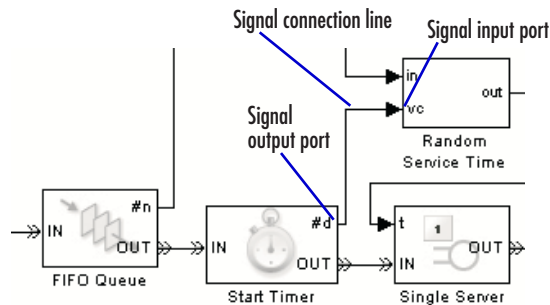 Signal connection line
Signal input port
in
out
vc
Random
Service Time
Signal
output port
#n
IN
OUT
FIFO Queue
#d
IN
OUT
Start Timer
t
1
IN
OUT
Single Server